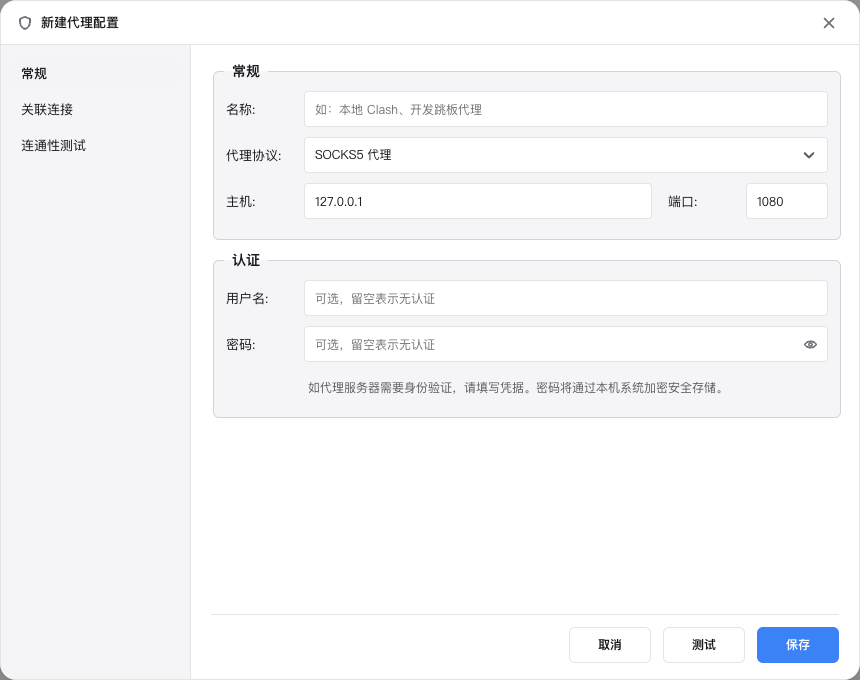 新建代理配置
常规
关联连接
连通性测试
常规
名称: 如：本地 Clash、开发跳板代理
代理协议: SOCKS5 代理
主机: 127.0.0.1 端口: 1080
认证
用户名: 可选，留空表示无认证
密码: 可选，留空表示无认证
如代理服务器需要身份验证，请填写凭据。密码将通过本机系统加密安全存储。
取消 测试 保存